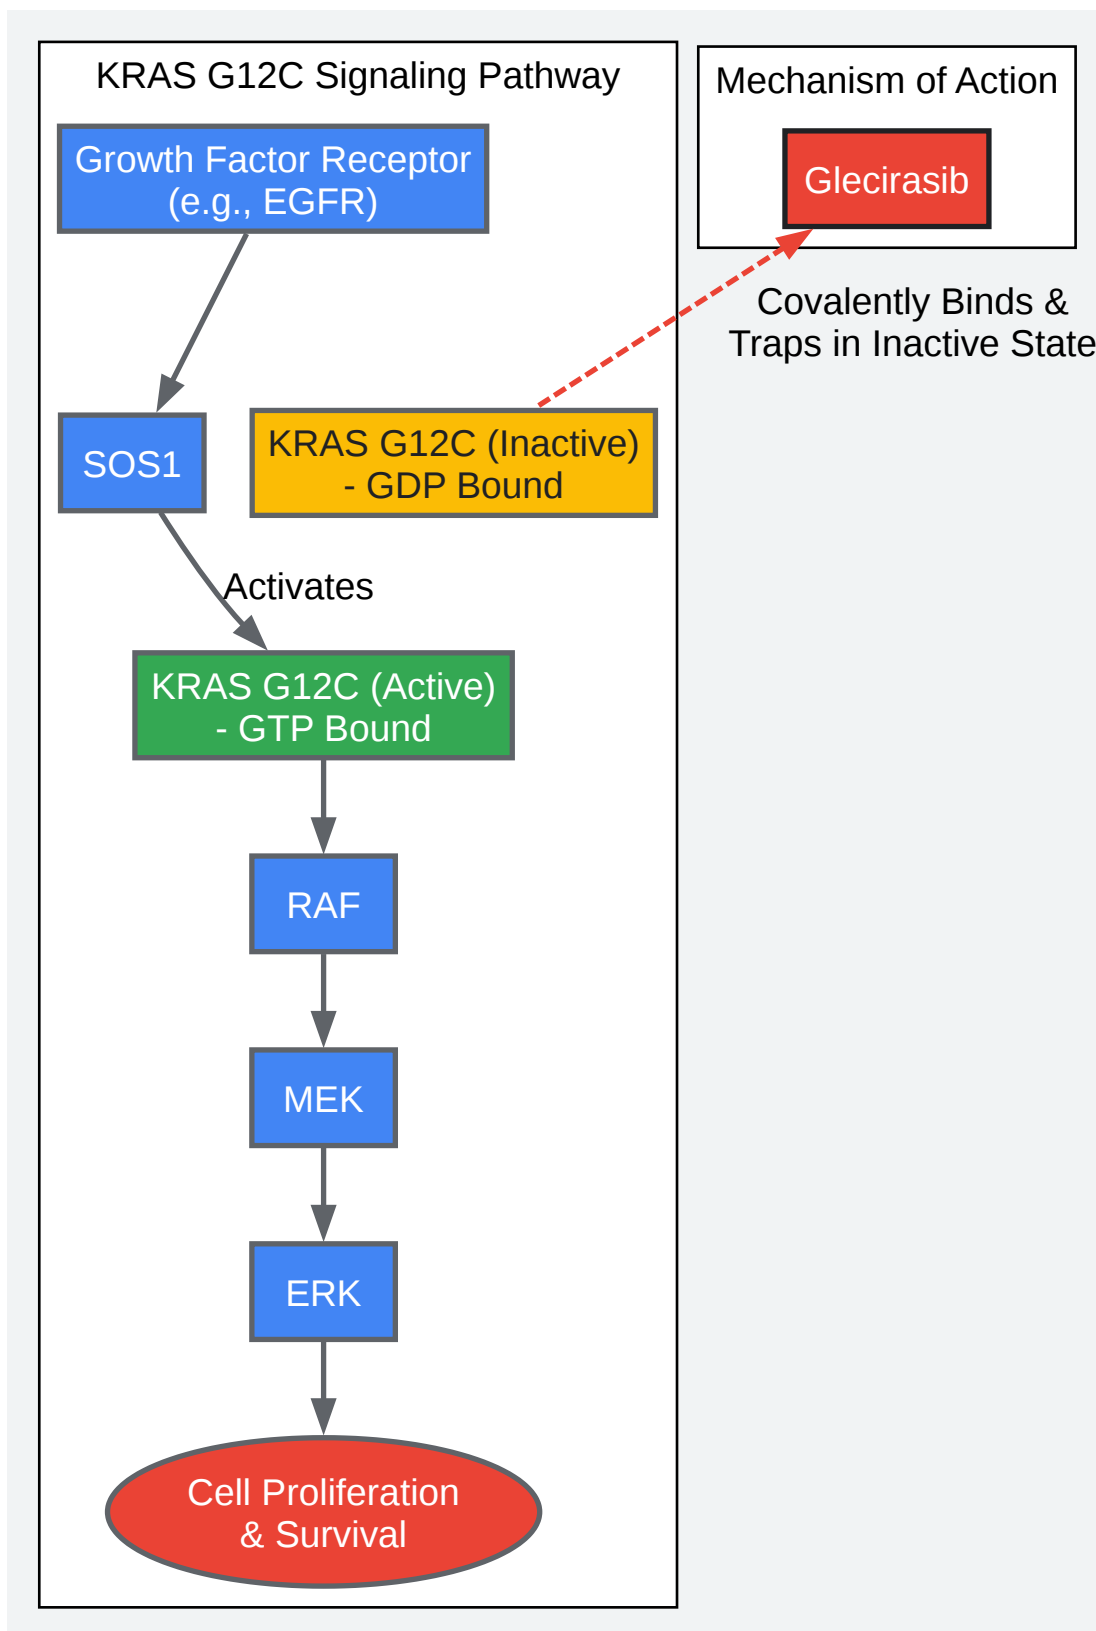 KRAS G12C Signaling Pathway
Growth Factor Receptor
(e.g., EGFR)
SOS1
KRAS G12C (Inactive)
- GDP Bound
Activates
KRAS G12C (Active)
- GTP Bound
RAF
MEK
ERK
Cell Proliferation
& Survival
Mechanism of Action
Glecirasib
Covalently Binds &
Traps in Inactive State